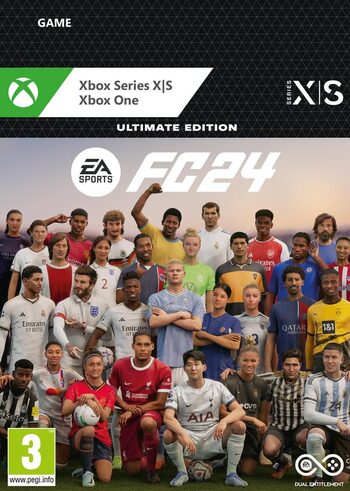 GAME
Xbox Series X|S
Xbox One
SERIES X|S
ULTIMATE EDITION
EA SPORTS FC24
3
www.pegi.info
DUAL ENTITLEMENT